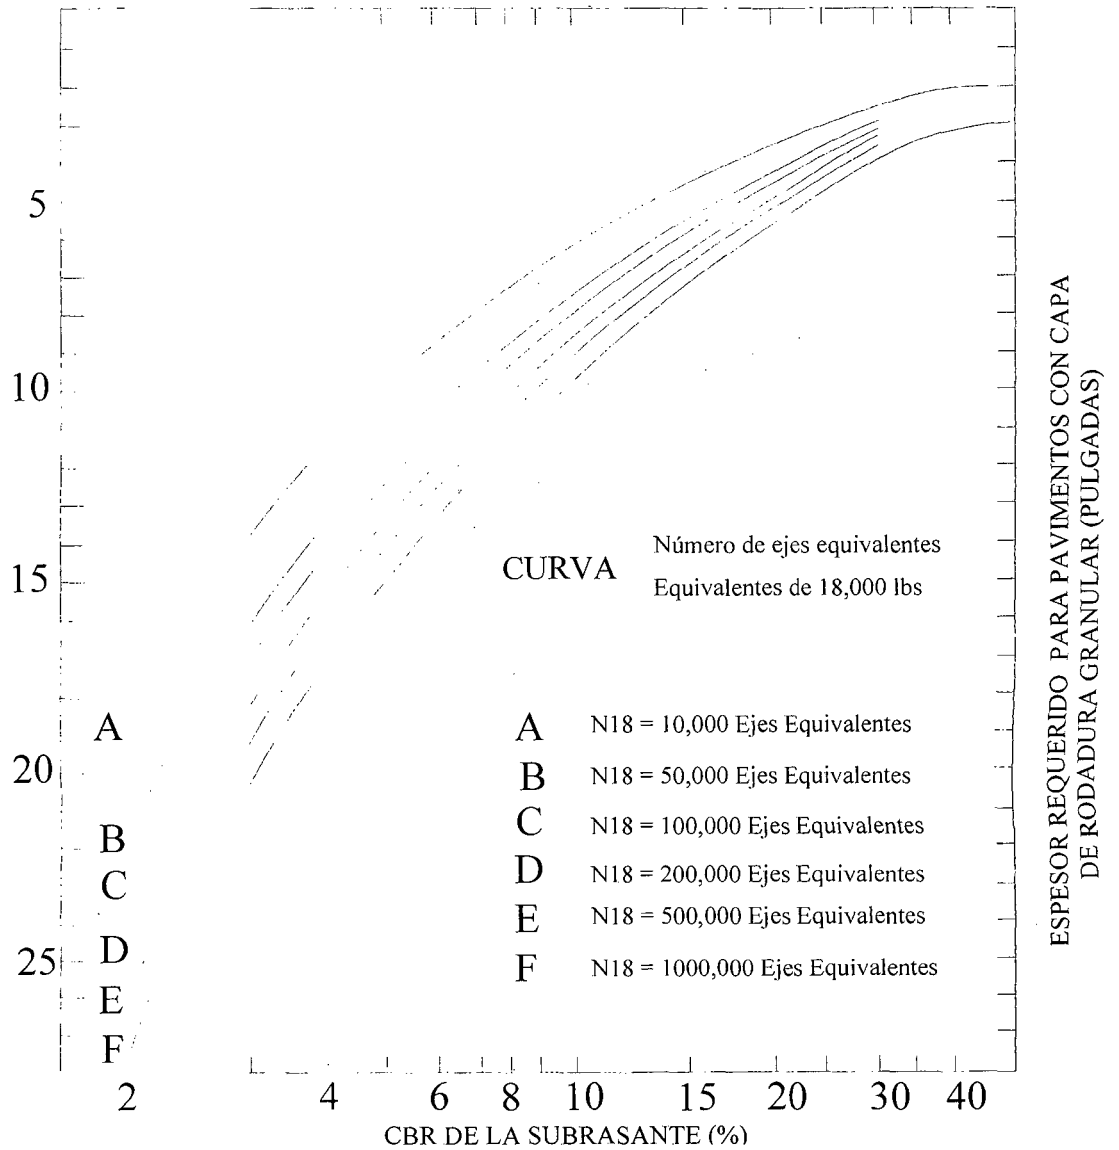 5
10
15
20
25
A
B
C
D
E
F
CURVA
Número de ejes equivalentes
Equivalentes de 18,000 lbs
A N18 = 10,000 Ejes Equivalentes
B N18 = 50,000 Ejes Equivalentes
C N18 = 100,000 Ejes Equivalentes
D N18 = 200,000 Ejes Equivalentes
E N18 = 500,000 Ejes Equivalentes
F N18 = 1000,000 Ejes Equivalentes
2 4 6 8 10 15 20 30 40
CBR DE LA SUBRASANTE (%)
ESPESOR REQUERIDO PARA PAVIMENTOS CON CAPA
DE RODADURA GRANULAR (PULGADAS)